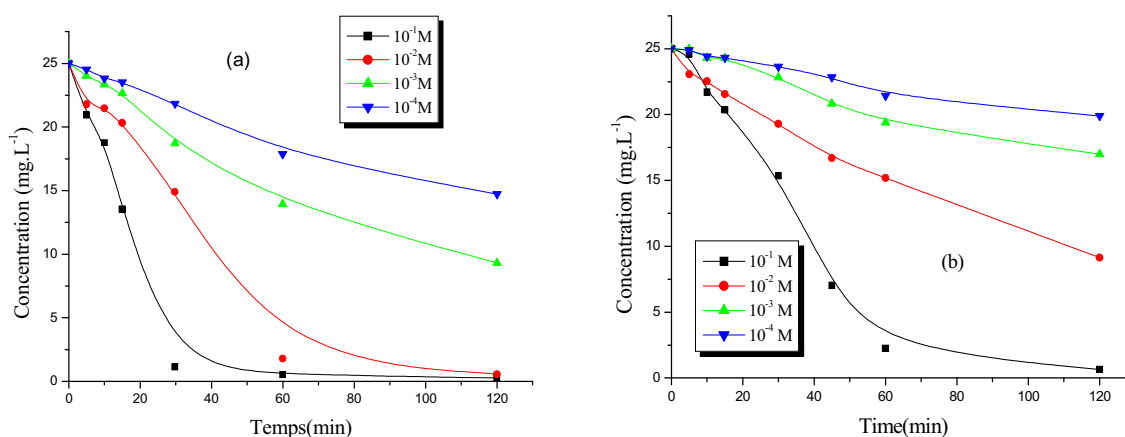 (a)
10⁻¹M
10⁻²M
10⁻³M
10⁻⁴M
Concentration (mg.L⁻¹)
30
25
20
15
10
5
0
0 20 40 60 80 100 120
Temps(min)
(b)
10⁻¹ M
10⁻² M
10⁻³ M
10⁻⁴ M
Concentration (mg.L⁻¹)
25
20
15
10
5
0
0 20 40 60 80 100 120
Time(min)